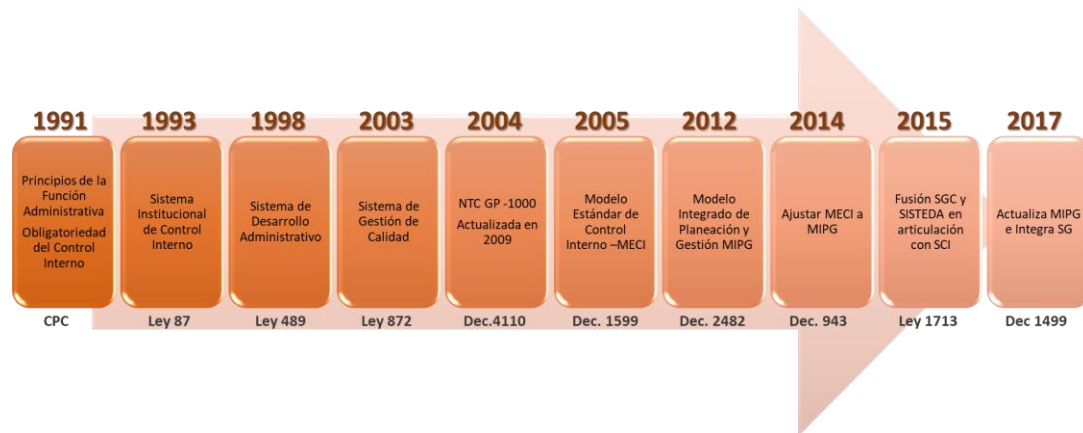 1991
Principios de la
Función
Administrativa
Obligatoriedad
del Control
Interno
CPC
1993
Sistema
Institucional
de Control
Interno
Ley 87
1998
Sistema de
Desarrollo
Administrativo
Ley 489
2003
Sistema de
Gestión de
Calidad
Ley 872
2004
NTC GP -1000
Actualizada en
2009
Dec.4110
2005
Modelo
Estándar de
Control
Interno –MECI
Dec. 1599
2012
Modelo
Integrado de
Planeación y
Gestión MIPG
Dec. 2482
2014
Ajustar MECI a
MIPG
Dec. 943
2015
Fusión SGC y
SISTEDA en
articulación
con SCI
Ley 1713
2017
Actualiza MIPG
e Integra SG
Dec 1499